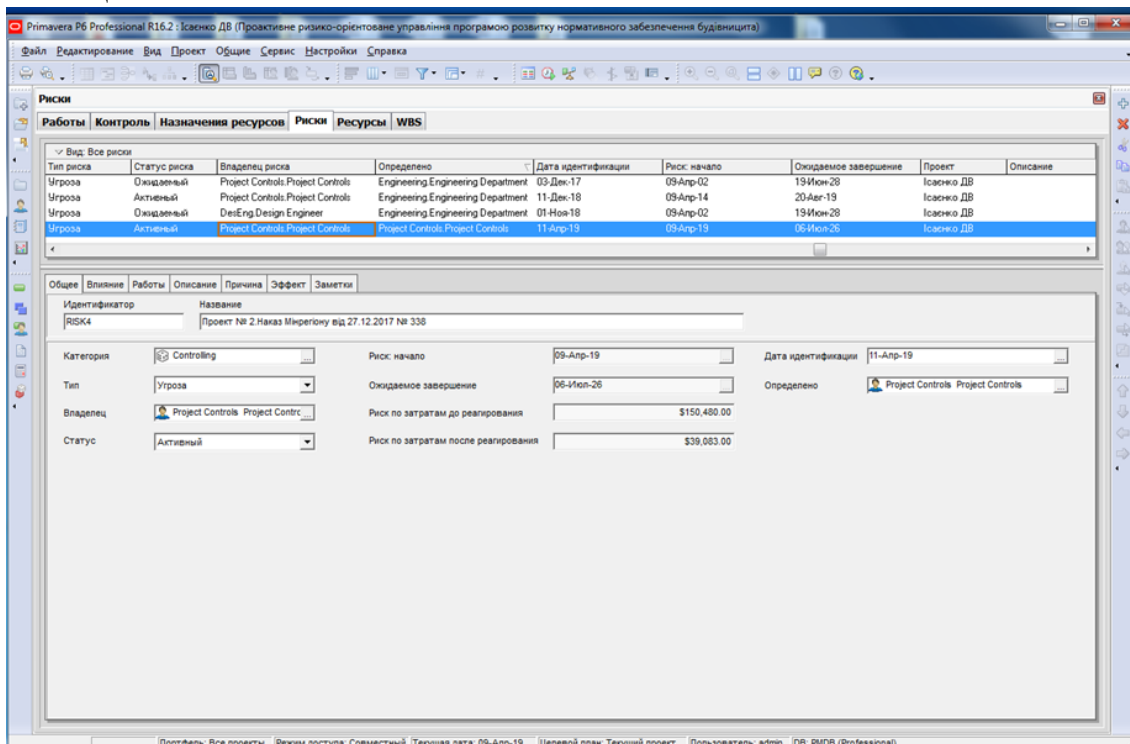 Primavera P6 Professional R16.2 : Ісаєнко ДВ (Проактивне ризико-орієнтоване управління програмою розвитку нормативного забезпечення будівницита)
Файл Редактирование Вид Проект Общие Сервис Настройки Справка
Риски
Работы Контроль Назначения ресурсов Риски Ресурсы WBS
Вид: Все риски
Тип риска Статус риска Владелец риска Определено Дата идентификации Риск: начало Ожидаемое завершение Проект Описание
Угроза Ожидаемый Project Controls.Project Controls Engineering.Engineering Department 03-Дек-17 09-Апр-02 19-Июн-28 Ісаєнко ДВ
Угроза Активный Project Controls.Project Controls Engineering.Engineering Department 11-Дек-18 09-Апр-14 20-Авг-19 Ісаєнко ДВ
Угроза Ожидаемый DesEng.Design Engineer Engineering.Engineering Department 01-Ноя-18 09-Апр-02 19-Июн-28 Ісаєнко ДВ
Угроза Активный Project Controls.Project Controls Project Controls.Project Controls 11-Апр-19 09-Апр-19 06-Июл-26 Ісаєнко ДВ
Общее Влияние Работы Описание Причина Эффект Заметки
Идентификатор Название
RISK4 Проект № 2.Наказ Мінрегіону від 27.12.2017 № 338
Категория Controlling ... Риск: начало 09-Апр-19 Дата идентификации 11-Апр-19 ...
Тип Угроза Ожидаемое завершение 06-Июл-26 Определено Project Controls Project Controls ...
Владелец Project Controls Project Contrc ... Риск по затратам до реагирования $150,480.00
Статус Активный Риск по затратам после реагирования $39,083.00
Портфель: Все проекты Режим доступа: Совместный Текущая дата: 09-Апр-19 Целевой план: Текущий проект Пользователь: admin DB: PMDB (Professional)